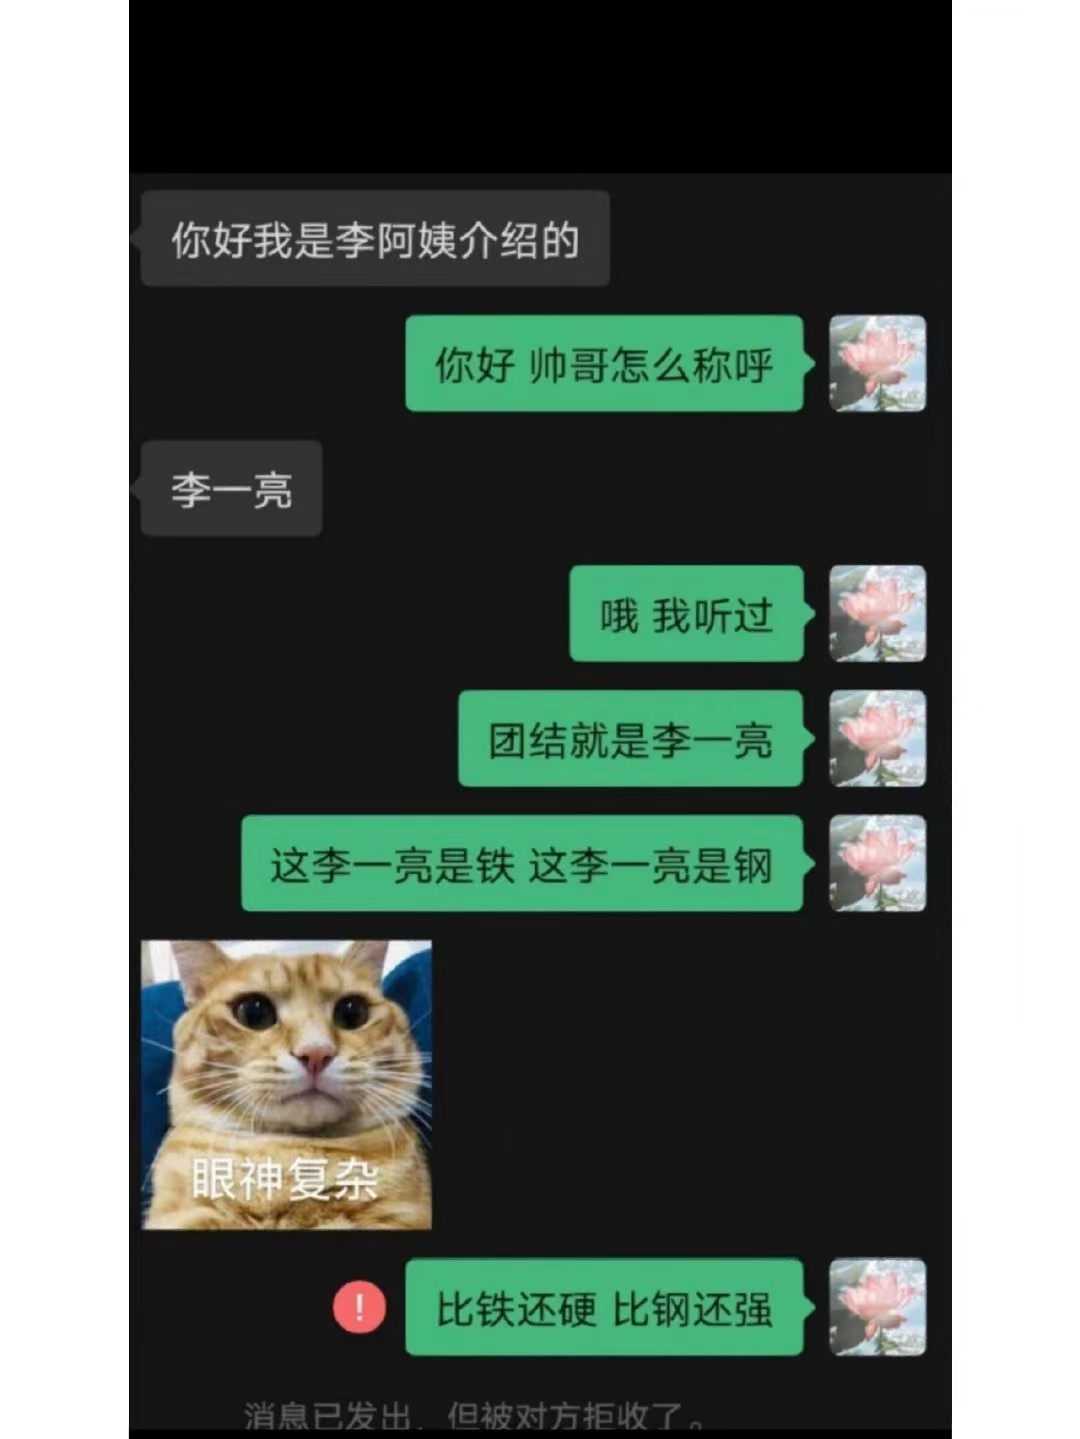 你好我是李阿姨介绍的
你好 帅哥怎么称呼
李一亮
哦 我听过
团结就是李一亮
这李一亮是铁 这李一亮是钢
眼神复杂
!
比铁还硬 比钢还强
消息已发出，但被对方拒收了。